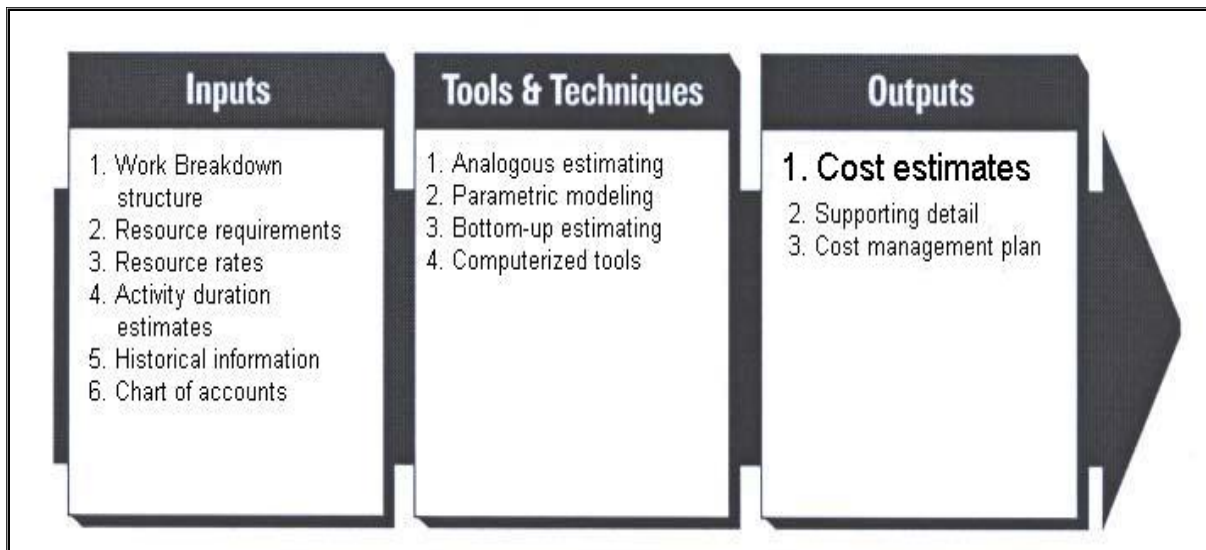 Inputs
1. Work Breakdown
structure
2. Resource requirements
3. Resource rates
4. Activity duration
estimates
5. Historical information
6. Chart of accounts
Tools & Techniques
1. Analogous estimating
2. Parametric modeling
3. Bottom-up estimating
4. Computerized tools
Outputs
1. Cost estimates
2. Supporting detail
3. Cost management plan